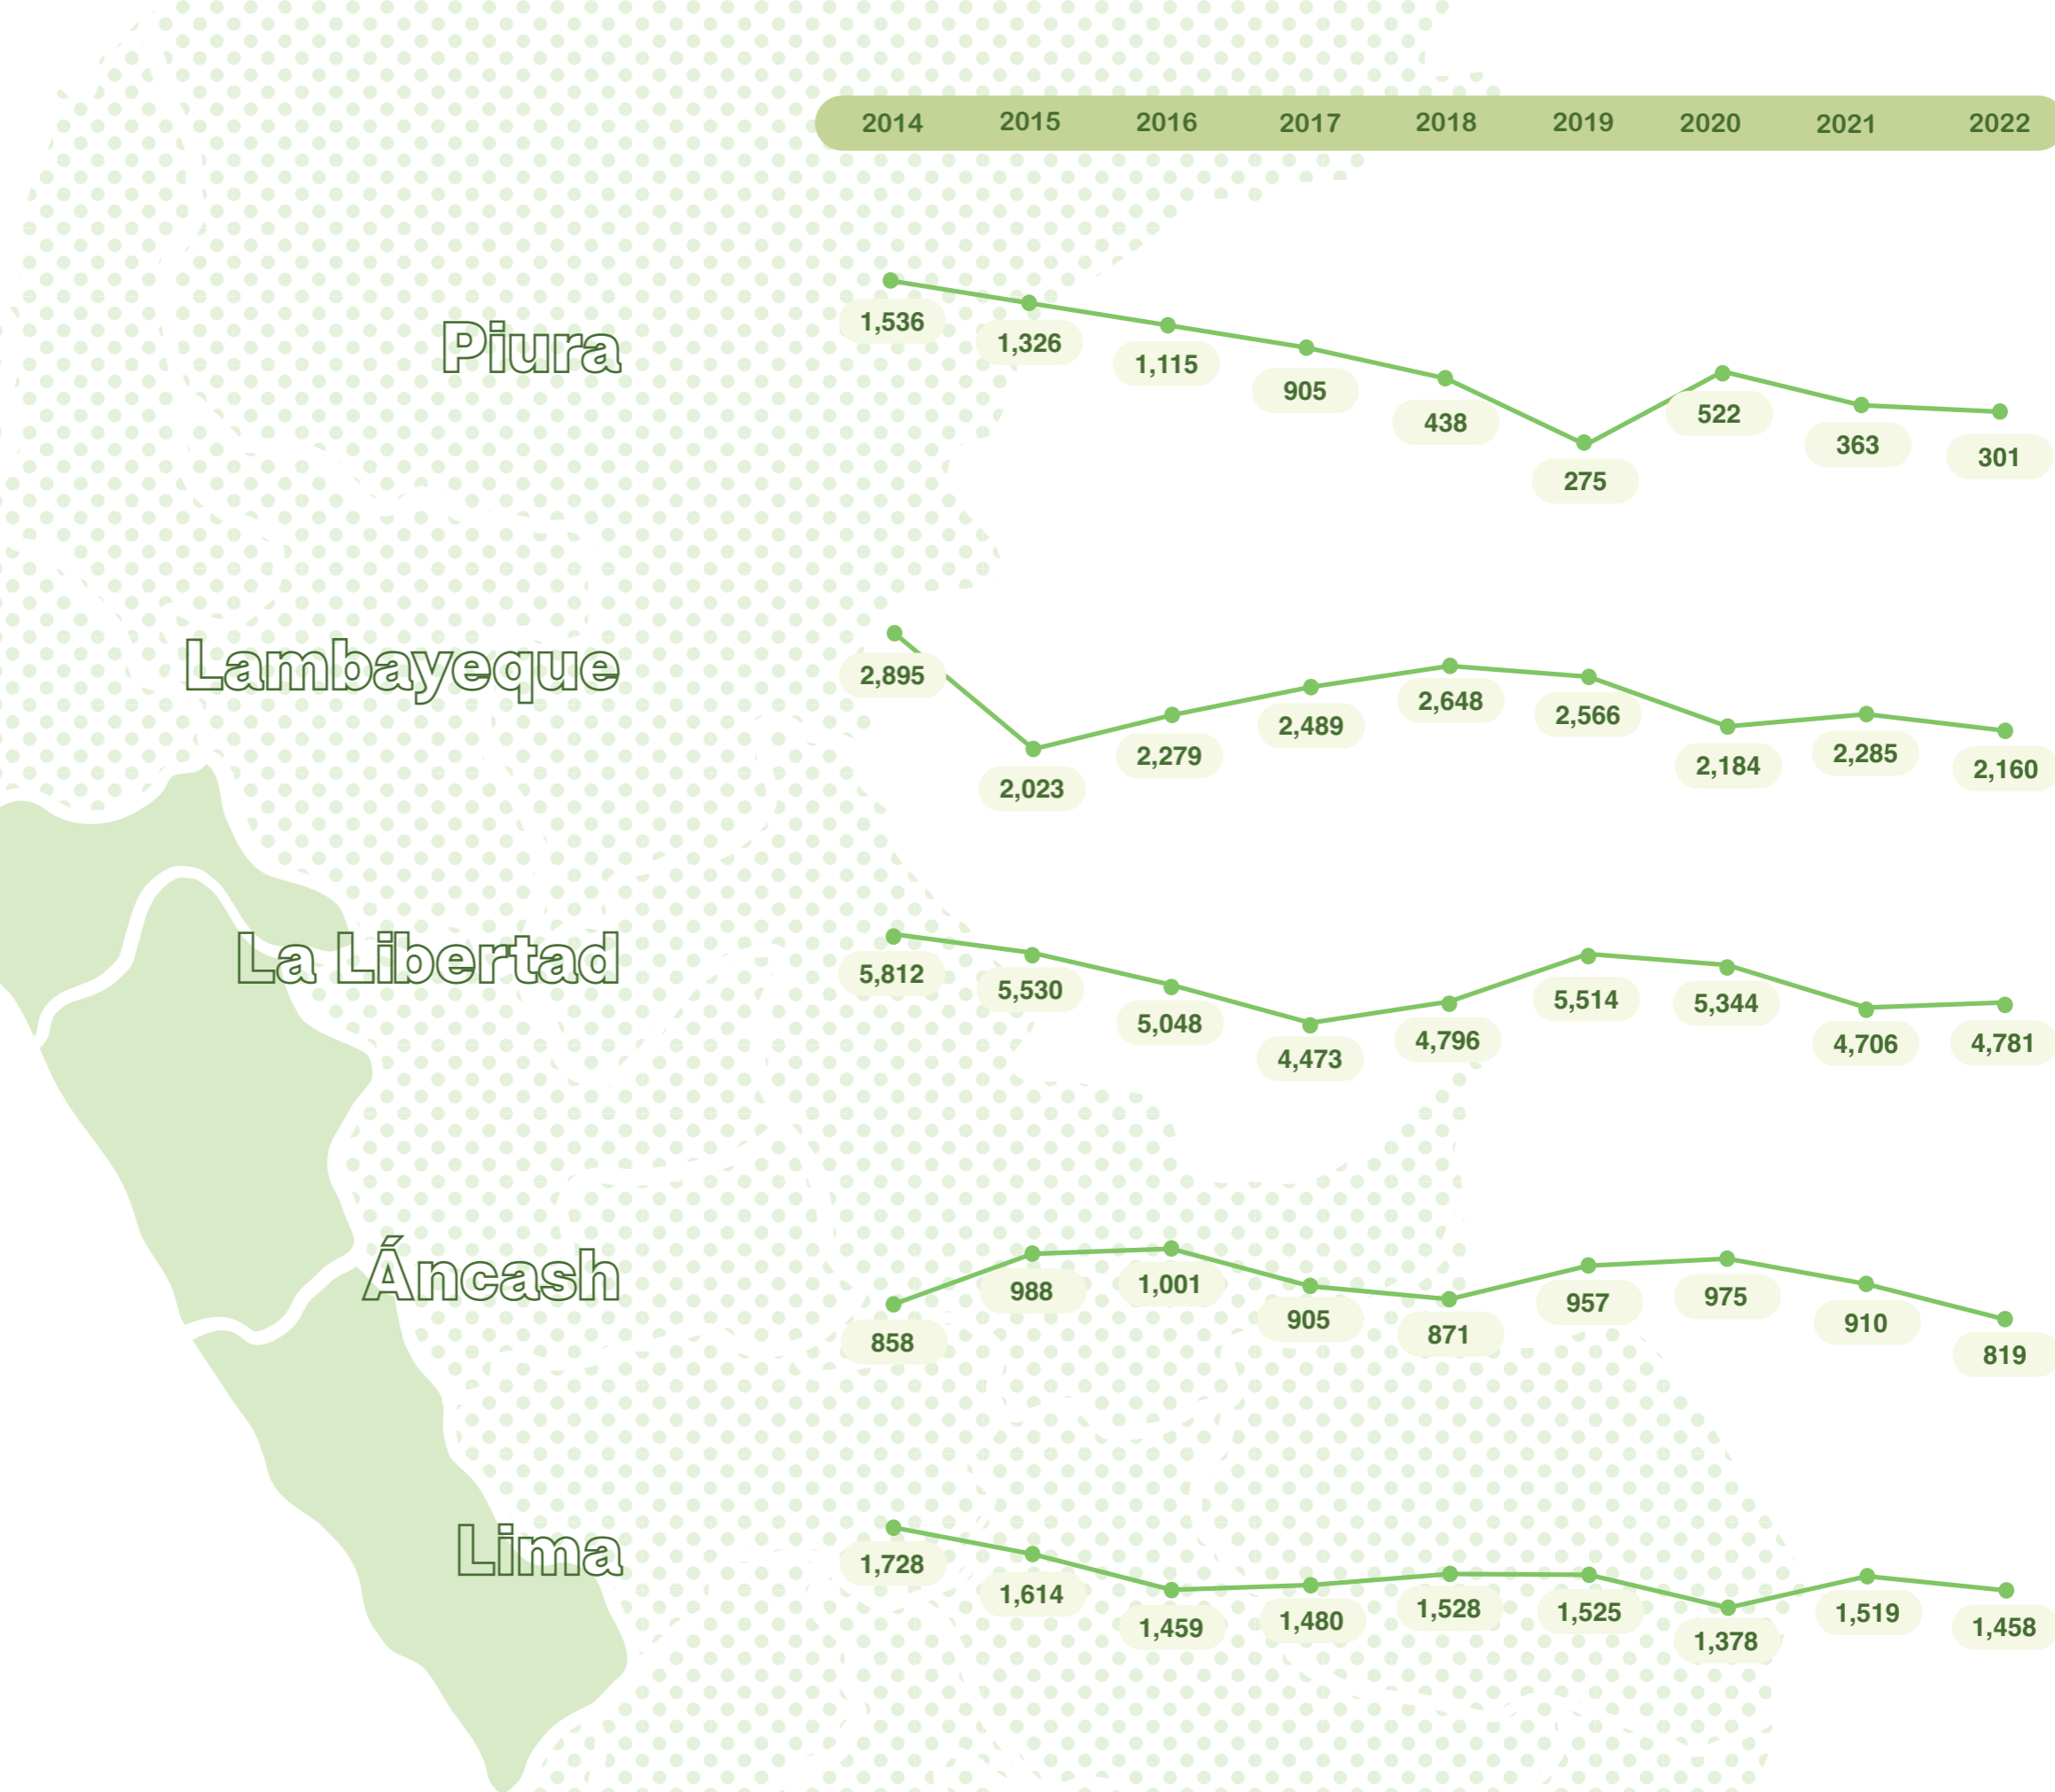 2014 2015 2016 2017 2018 2019 2020 2021 2022
Piura
1,536 1,326 1,115 905 438 275 522 363 301
Lambayeque
2,895 2,023 2,279 2,489 2,648 2,566 2,184 2,285 2,160
La Libertad
5,812 5,530 5,048 4,473 4,796 5,514 5,344 4,706 4,781
Áncash
858 988 1,001 905 871 957 975 910 819
Lima
1,728 1,614 1,459 1,480 1,528 1,525 1,378 1,519 1,458